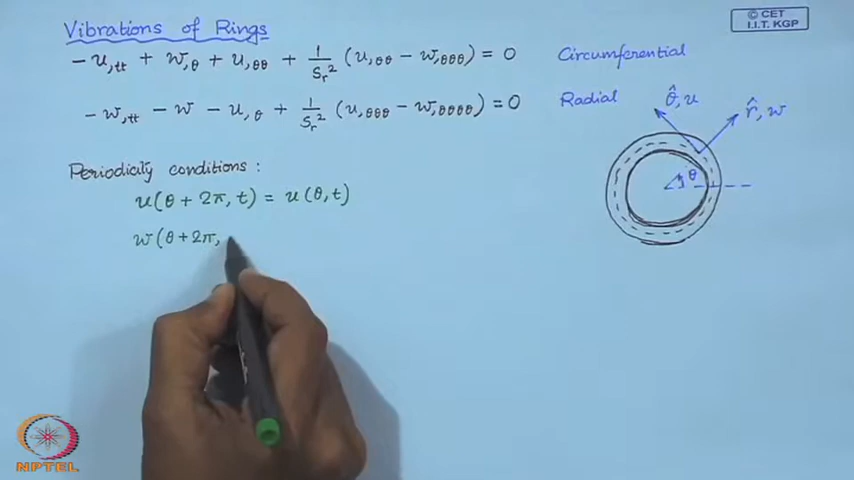 Vibrations of Rings
© CET
I.I.T. KGP
-u,tt + w,θ + u,θθ + 1/Sr² (u,θθ - w,θθθ) = 0   Circumferential
-w,tt - w - u,θ + 1/Sr² (u,θθθ - w,θθθθ) = 0   Radial
θ̂, u
r̂, w
θ
Periodicity conditions :
u(θ + 2π, t) = u(θ, t)
w(θ + 2π,
NPTEL